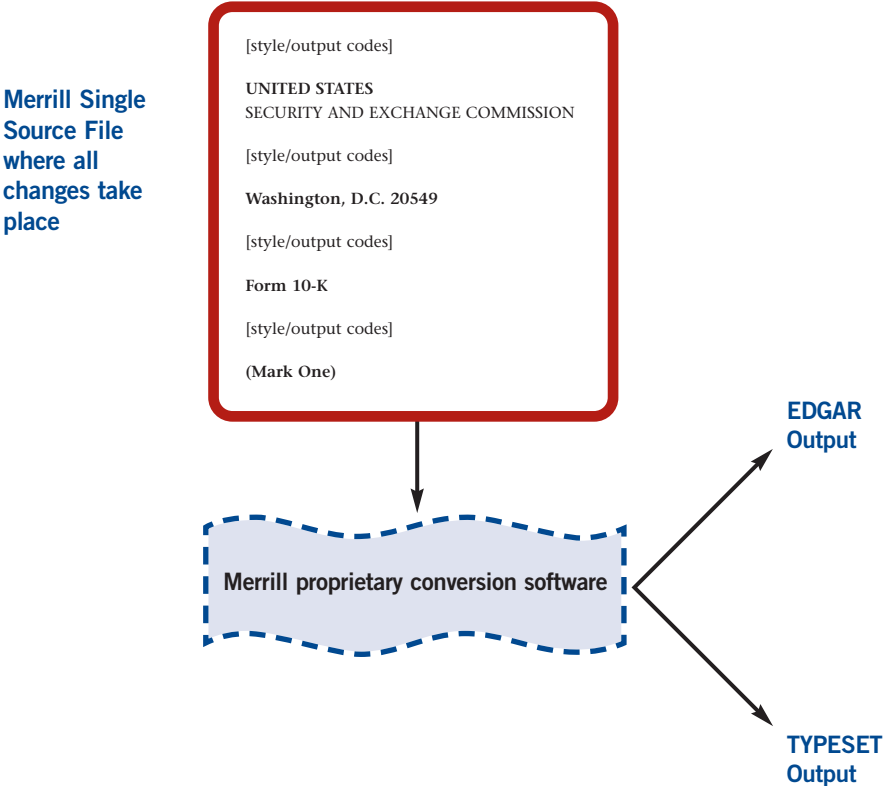 Merrill Single
Source File
where all
changes take
place
[style/output codes]
UNITED STATES
SECURITY AND EXCHANGE COMMISSION
[style/output codes]
Washington, D.C. 20549
[style/output codes]
Form 10-K
[style/output codes]
(Mark One)
Merrill proprietary conversion software
EDGAR
Output
TYPESET
Output